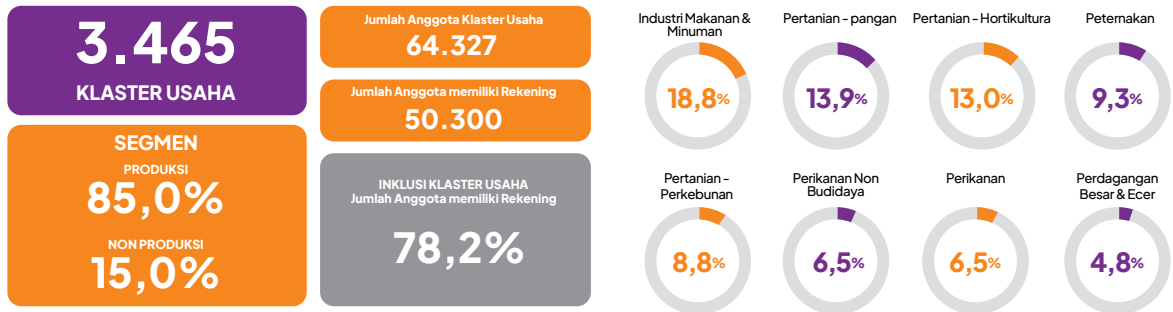 3.465
KLASTER USAHA
SEGMEN
PRODUKSI
85,0%
NON PRODUKSI
15,0%
Jumlah Anggota Klaster Usaha
64.327
Jumlah Anggota memiliki Rekening
50.300
INKLUSI KLASTER USAHA
Jumlah Anggota memiliki Rekening
78,2%
Industri Makanan &
Minuman
18,8%
Pertanian - pangan
13,9%
Pertanian - Hortikultura
13,0%
Peternakan
9,3%
Pertanian -
Perkebunan
8,8%
Perikanan Non
Budidaya
6,5%
Perikanan
6,5%
Perdagangan
Besar & Ecer
4,8%